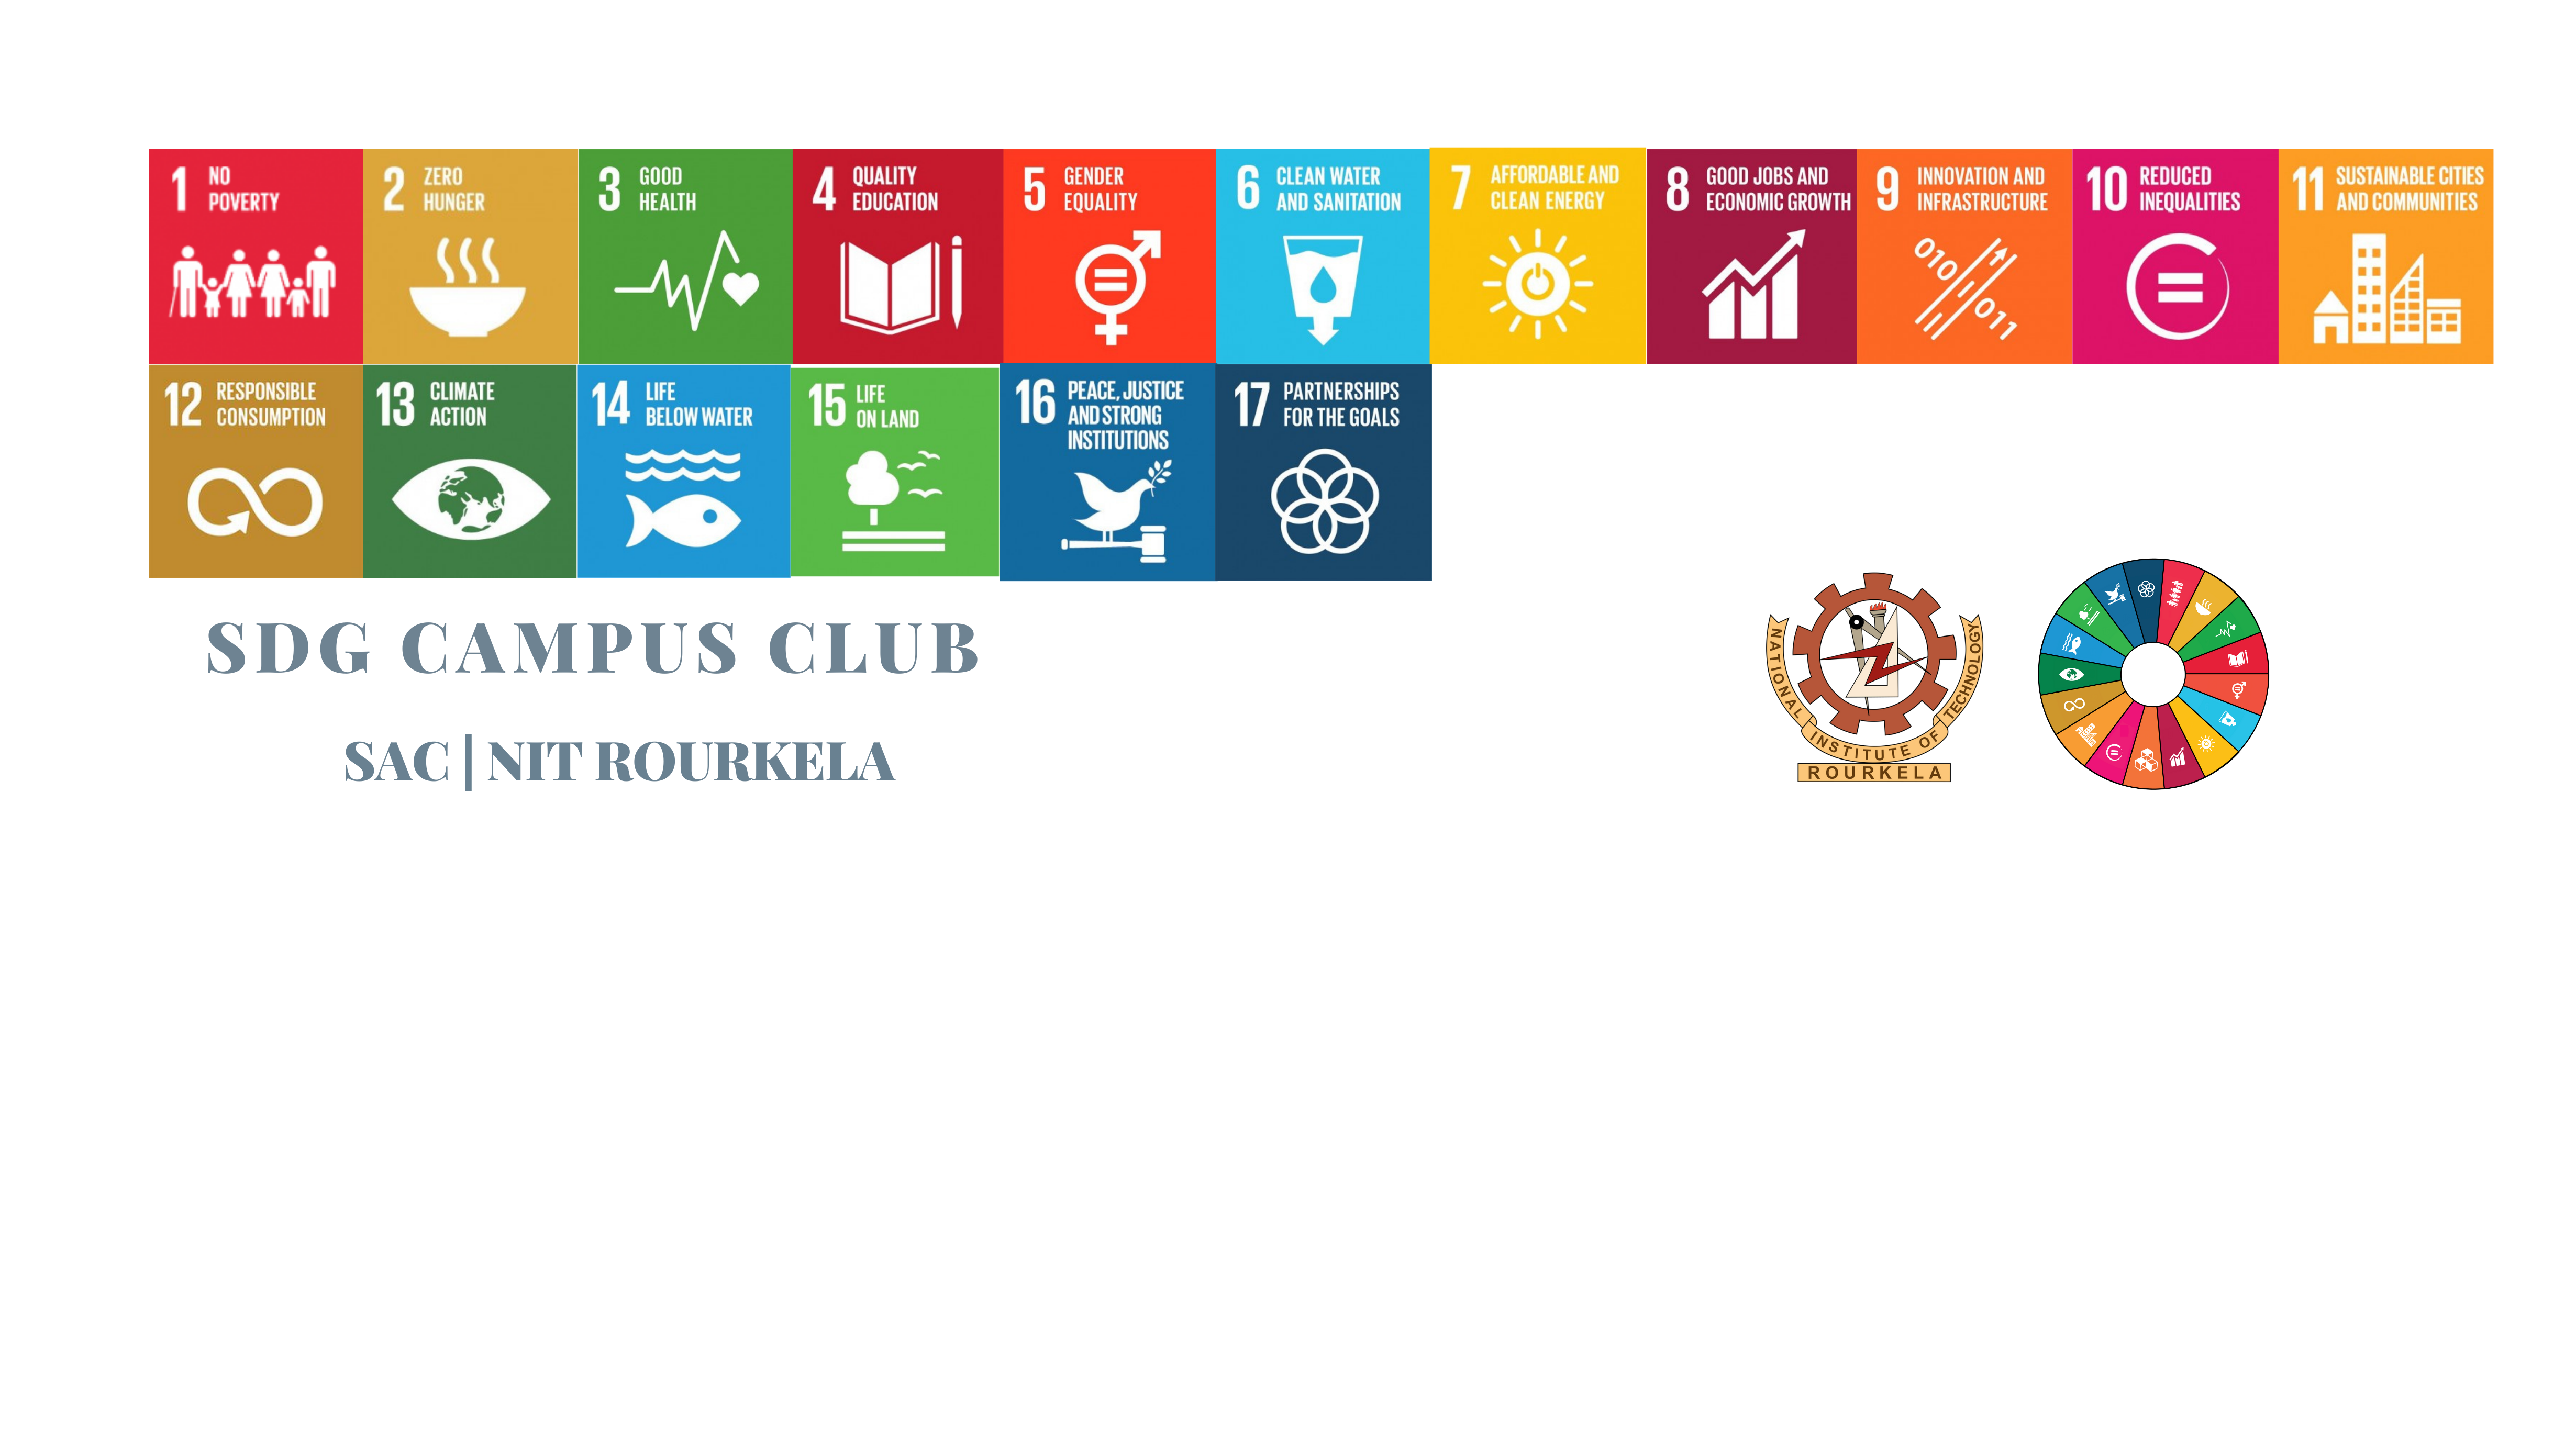 1 NO
POVERTY
2 ZERO
HUNGER
3 GOOD
HEALTH
4 QUALITY
EDUCATION
5 GENDER
EQUALITY
6 CLEAN WATER
AND SANITATION
7 AFFORDABLE AND
CLEAN ENERGY
8 GOOD JOBS AND
ECONOMIC GROWTH
9 INNOVATION AND
INFRASTRUCTURE
010
011
10 REDUCED
INEQUALITIES
11 SUSTAINABLE CITIES
AND COMMUNITIES
12 RESPONSIBLE
CONSUMPTION
13 CLIMATE
ACTION
14 LIFE
BELOW WATER
15 LIFE
ON LAND
16 PEACE, JUSTICE
AND STRONG
INSTITUTIONS
17 PARTNERSHIPS
FOR THE GOALS
SDG CAMPUS CLUB
SAC | NIT ROURKELA
NATIONAL INSTITUTE OF TECHNOLOGY
ROURKELA